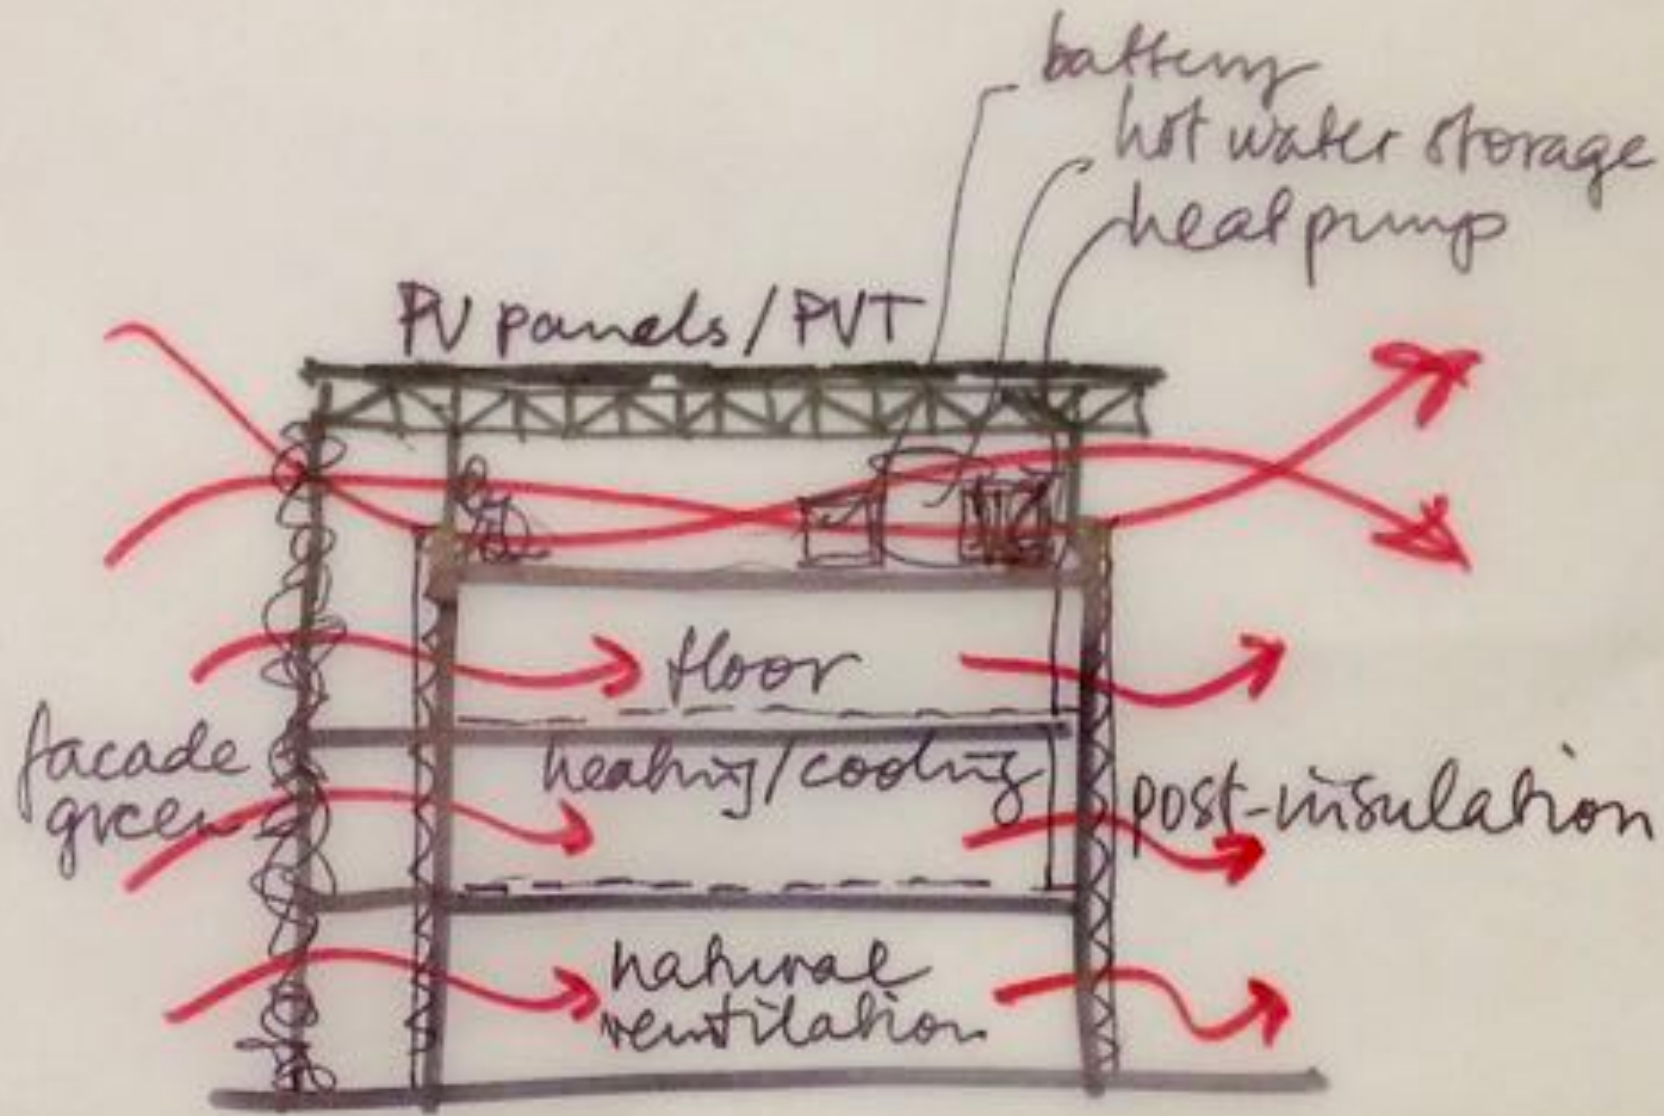 battery
hot water storage
heat pump
PV panels / PVT
floor
heating/cooling
facade
green
post-insulation
natural
ventilation